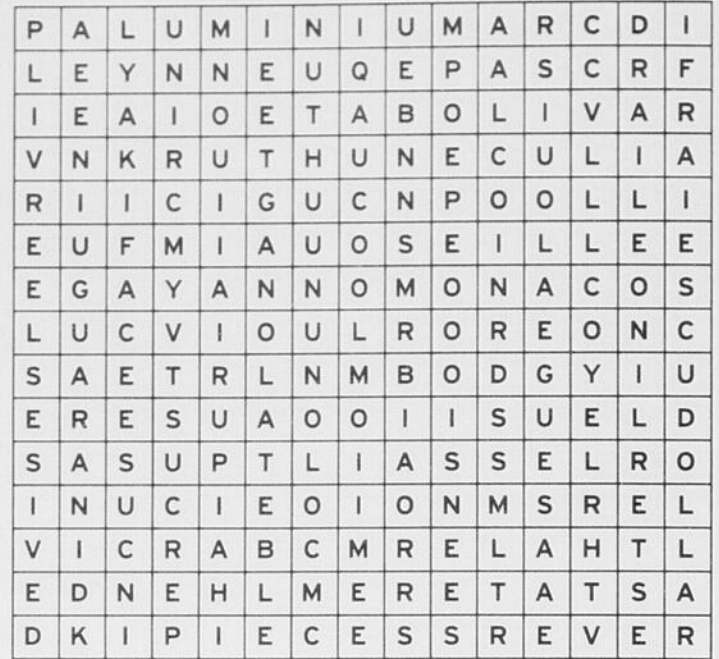 P A L U M I N I U M A R C D I
L E Y N N E U Q E P A S C R F
I E A I O E T A B O L I V A R
V N K R U T H U N E C U L I A
R I I C I G U C N P O O L L I
E U F M I A U O S E I L L E E
E G A Y A N N O M O N A C O S
L U C V I O U L R O R E O N C
S A E T R L N M B O D G Y I U
E R E S U A O O I I S U E L D
S A S U P T L I A S S E L R O
I N U C I E O I O N M S R E L
V I C R A B C M R E L A H T L
E D N E H L M E R E T A T S A
D K I P I E C E S S R E V E R